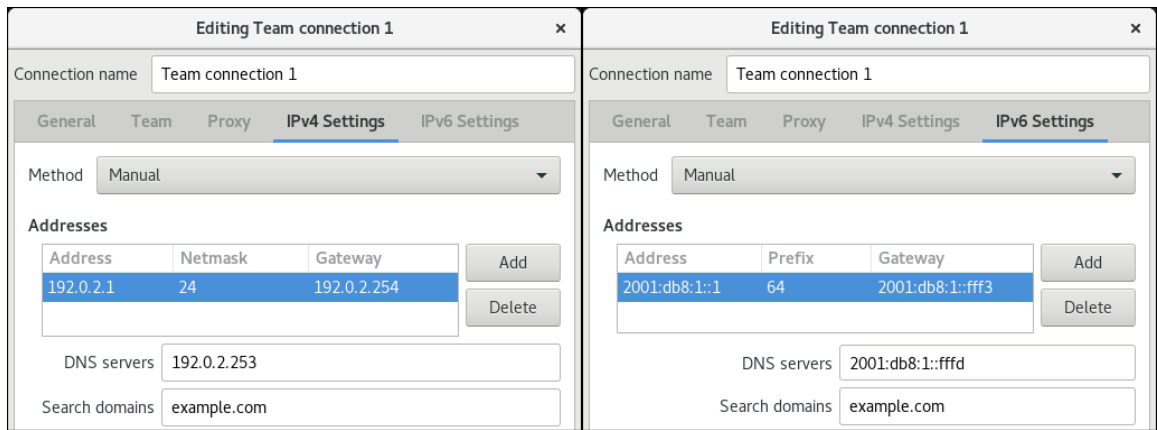 Editing Team connection 1 ×
Connection name Team connection 1
General Team Proxy IPv4 Settings IPv6 Settings
Method Manual
Addresses
Address Netmask Gateway Add
192.0.2.1 24 192.0.2.254
Delete
DNS servers 192.0.2.253
Search domains example.com
Editing Team connection 1 ×
Connection name Team connection 1
General Team Proxy IPv4 Settings IPv6 Settings
Method Manual
Addresses
Address Prefix Gateway Add
2001:db8:1::1 64 2001:db8:1::fff3
Delete
DNS servers 2001:db8:1::fffd
Search domains example.com